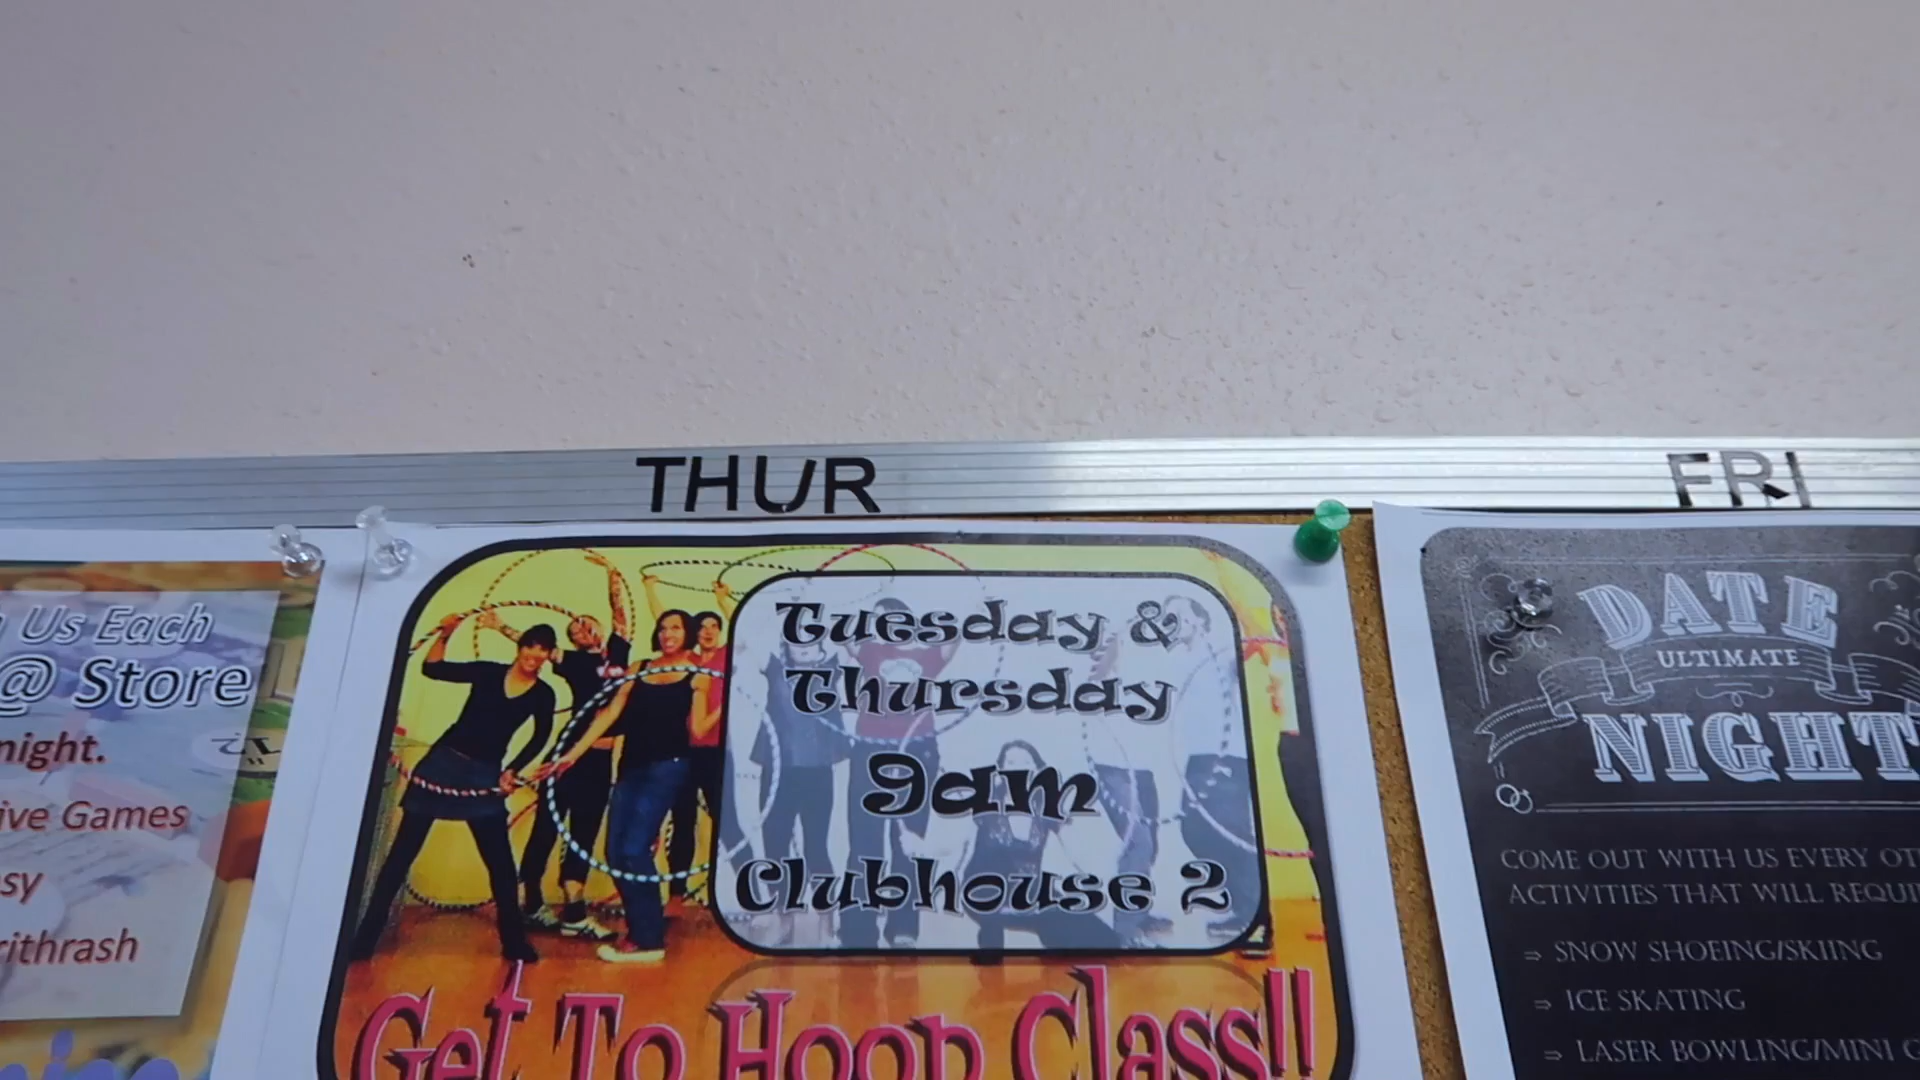 THUR
FRI
Us Each
@ Store
night.
ive Games
sy
rithrash
Tuesday &
Thursday
9am
Clubhouse 2
Get To Hoop Class!!
DATE
ULTIMATE
NIGHT
COME OUT WITH US EVERY
ACTIVITIES THAT WILL
⇒ SNOW SHOEING/SKIING
⇒ ICE SKATING
⇒ LASER BOWLING/MINI